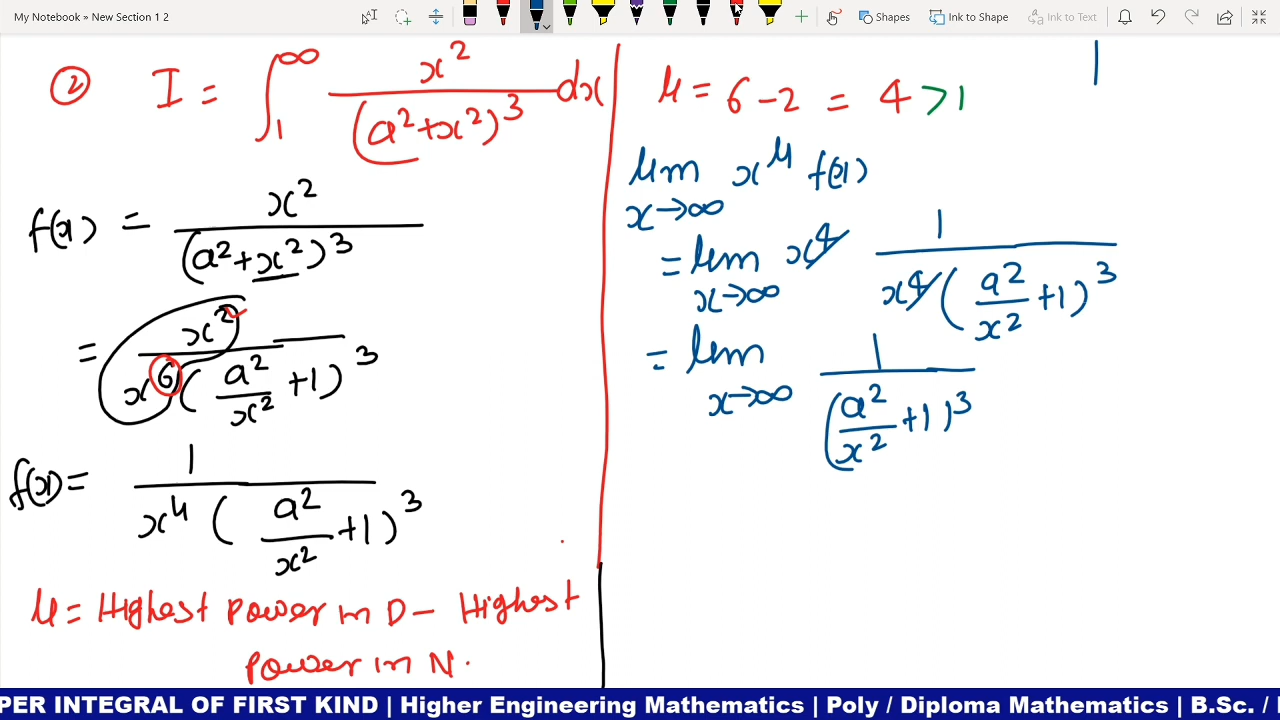 My Notebook » New Section 1 2
Shapes
Ink to Shape
Ink to Text
② I = ∫₁^∞ x²/(a²+x²)³ dx
f(x) = x²/(a²+x²)³
= x²/x⁶(a²/x²+1)³
f(x) = 1/x⁴(a²/x²+1)³
μ = Highest Power in D - Highest
Power in N.
μ = 6-2 = 4 >1
lim x→∞ x^μ f(x)
= lim x→∞ x⁴ 1/x⁴(a²/x²+1)³
= lim x→∞ 1/(a²/x²+1)³
PER INTEGRAL OF FIRST KIND | Higher Engineering Mathematics | Poly / Diploma Mathematics | B.Sc. /